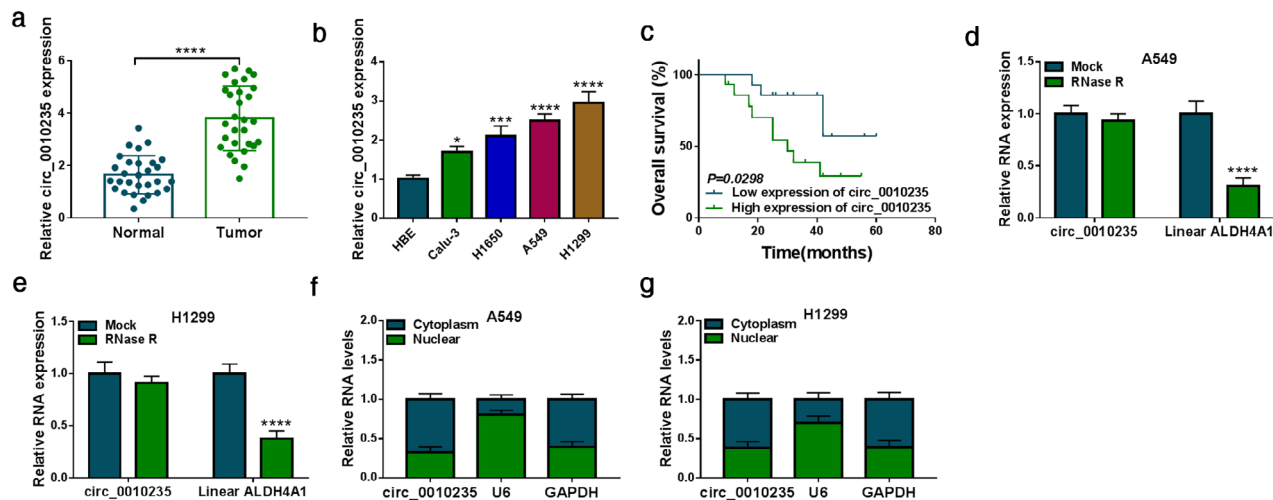 a
Relative circ_0010235 expression
6
4
2
0
****
Normal
Tumor
b
Relative circ_0010235 expression
4
3
2
1
0
*
***
****
****
HBE
Calu-3
H1650
A549
H1299
c
Overall survival (%)
100
50
0
P=0.0298
Low expression of circ_0010235
High expression of circ_0010235
0
20
40
60
80
Time(months)
d
A549
Mock
RNase R
Relative RNA expression
1.5
1.0
0.5
0.0
****
circ_0010235
Linear ALDH4A1
e
H1299
Mock
RNase R
Relative RNA expression
1.5
1.0
0.5
0.0
****
circ_0010235
Linear ALDH4A1
f
A549
Cytoplasm
Nuclear
Relative RNA levels
2.0
1.5
1.0
0.5
0.0
circ_0010235
U6
GAPDH
g
H1299
Cytoplasm
Nuclear
Relative RNA levels
2.0
1.5
1.0
0.5
0.0
circ_0010235
U6
GAPDH